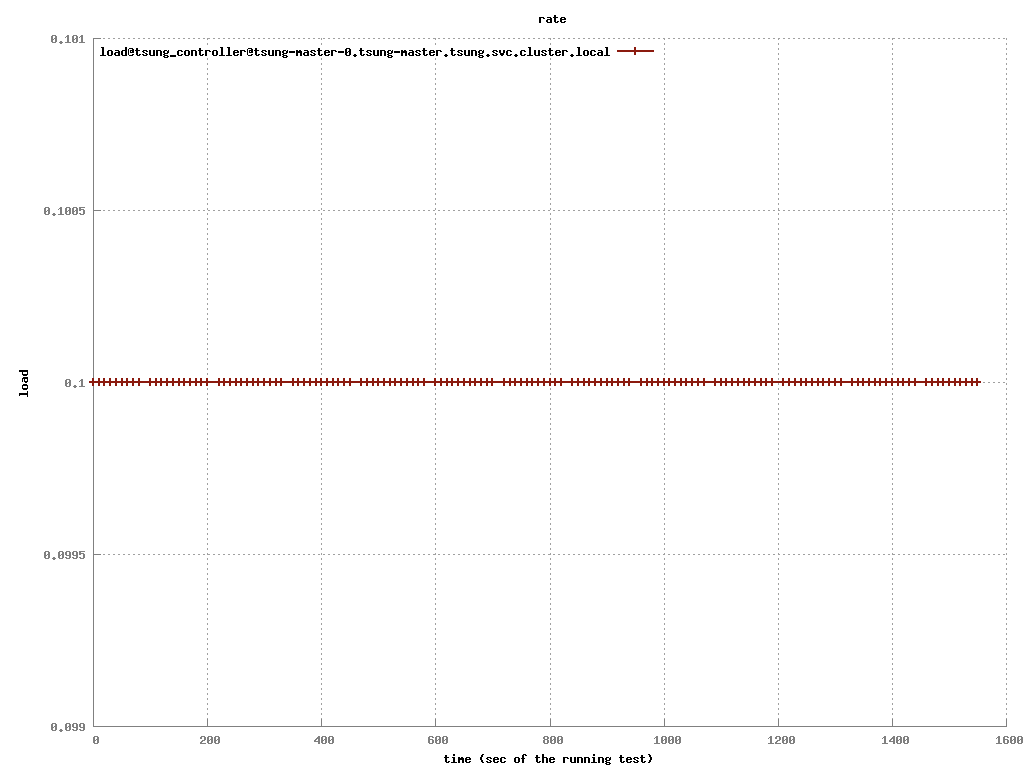 rate
0.101
load@tsung_controller@tsung-master-0.tsung-master.tsung.svc.cluster.local
0.1005
load
0.1
0.0995
0.099
0 200 400 600 800 1000 1200 1400 1600
time (sec of the running test)